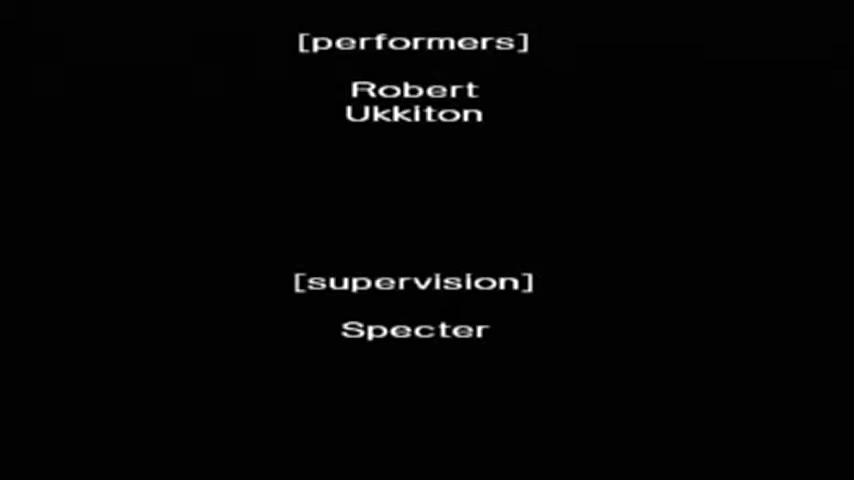 [performers]
Robert
Ukkiton
[supervision]
Specter